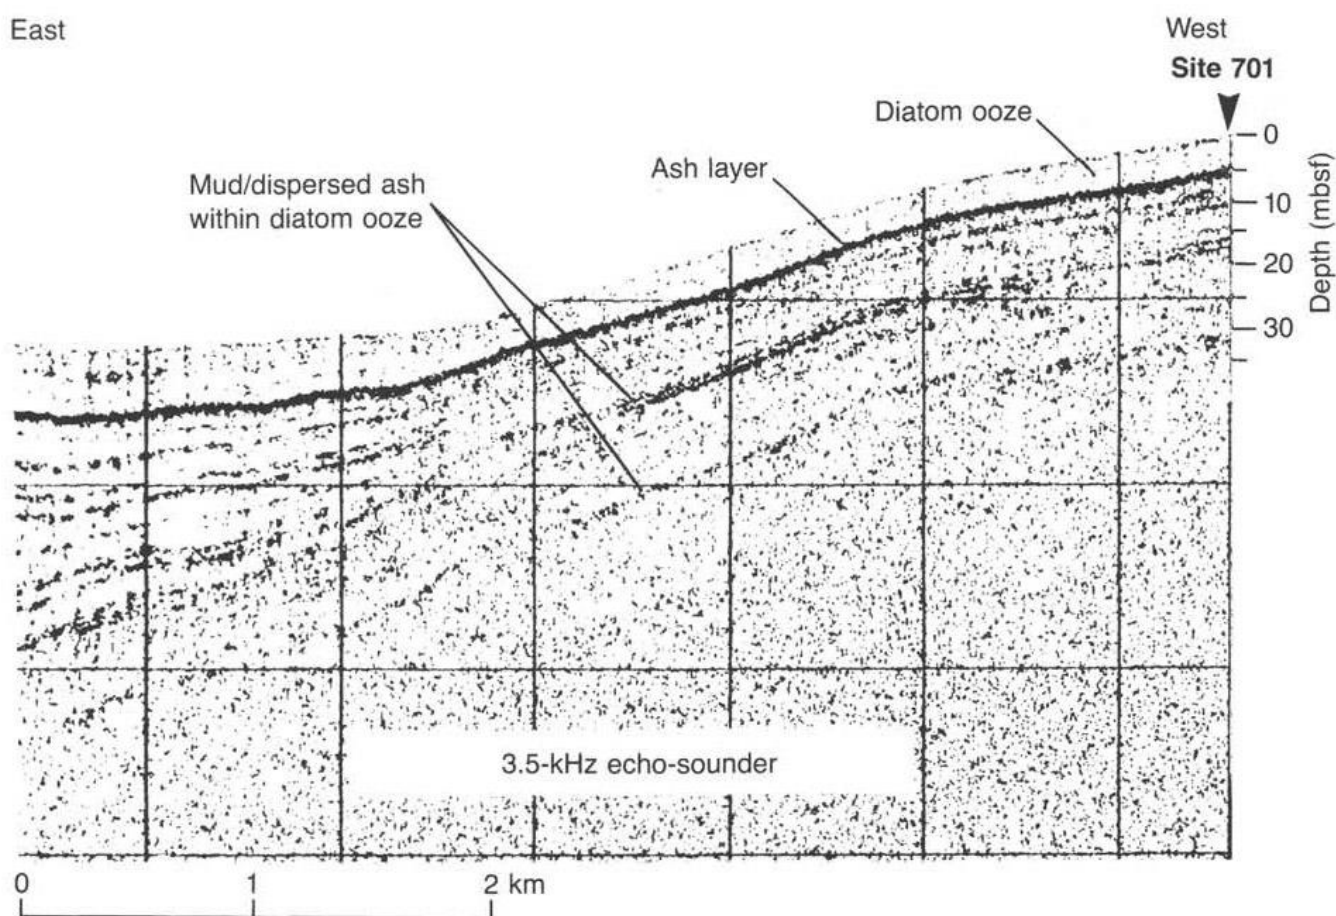 East
West
Site 701
Diatom ooze
0
Ash layer
Mud/dispersed ash
within diatom ooze
10
20
30
Depth (mbsf)
3.5-kHz echo-sounder
0 1 2 km